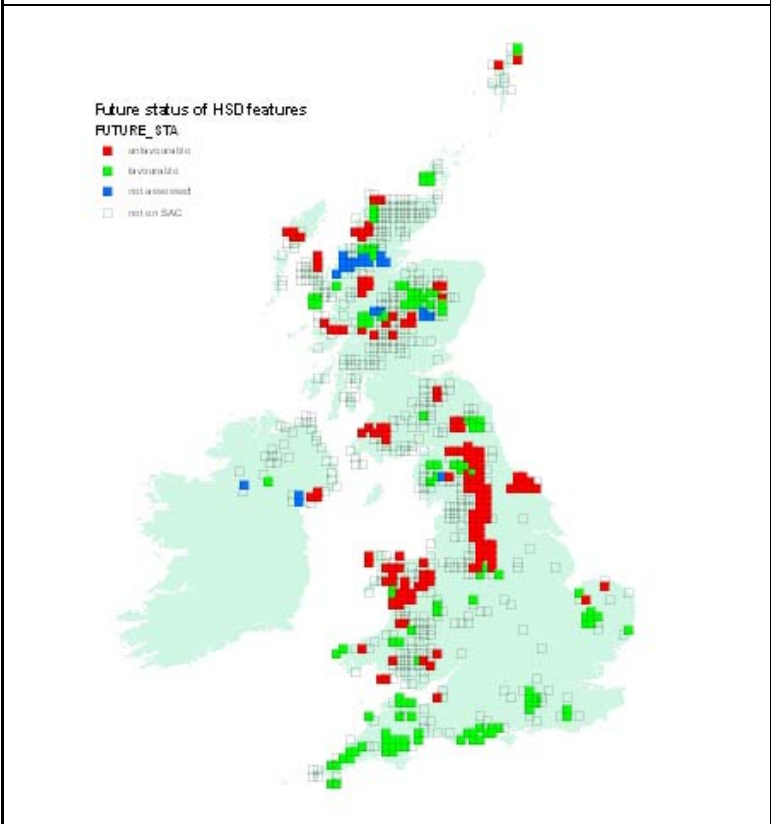 Future status of HSD features
FUTURE_STA
unfavourable
favourable
not assessed
not on SAC